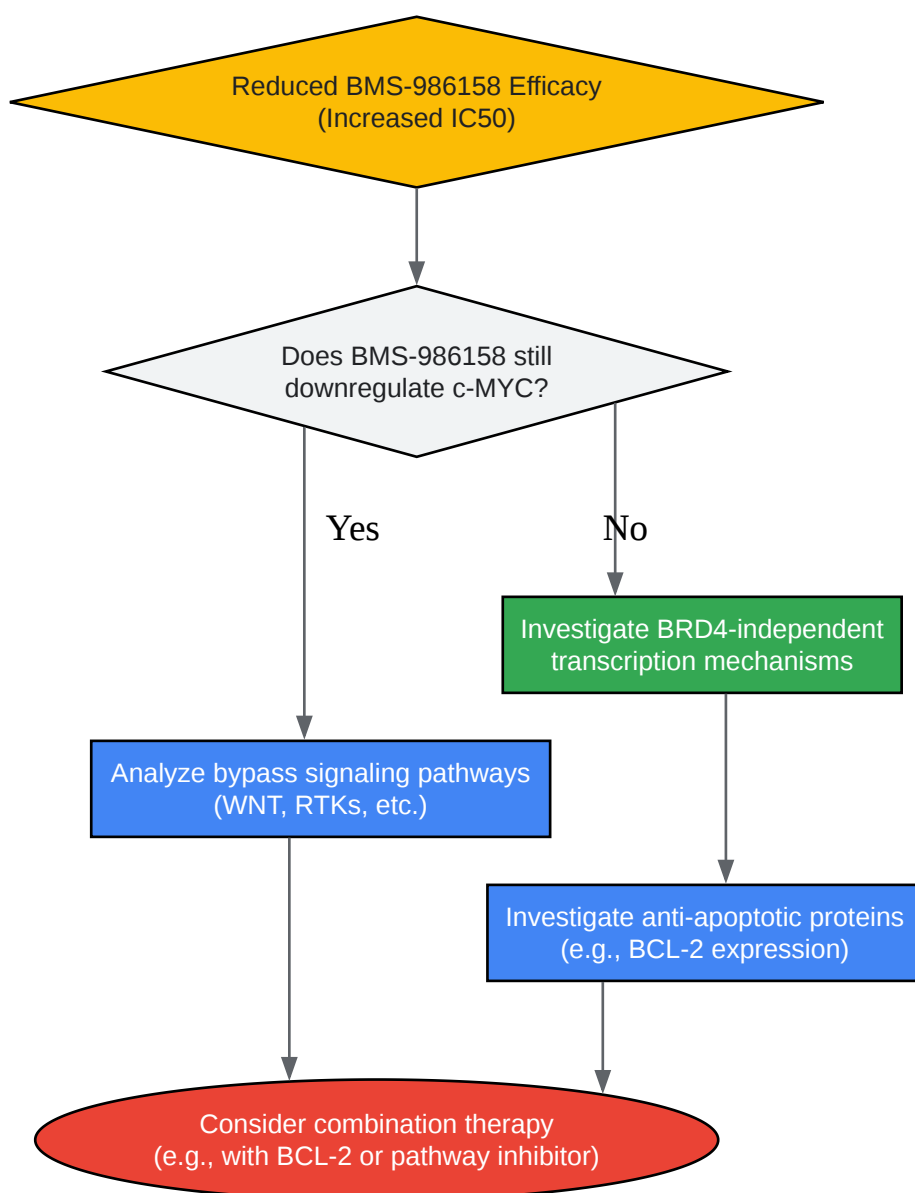 Reduced BMS-986158 Efficacy
(Increased IC50)
Does BMS-986158 still
downregulate c-MYC?
Yes
No
Investigate BRD4-independent
transcription mechanisms
Analyze bypass signaling pathways
(WNT, RTKs, etc.)
Investigate anti-apoptotic proteins
(e.g., BCL-2 expression)
Consider combination therapy
(e.g., with BCL-2 or pathway inhibitor)